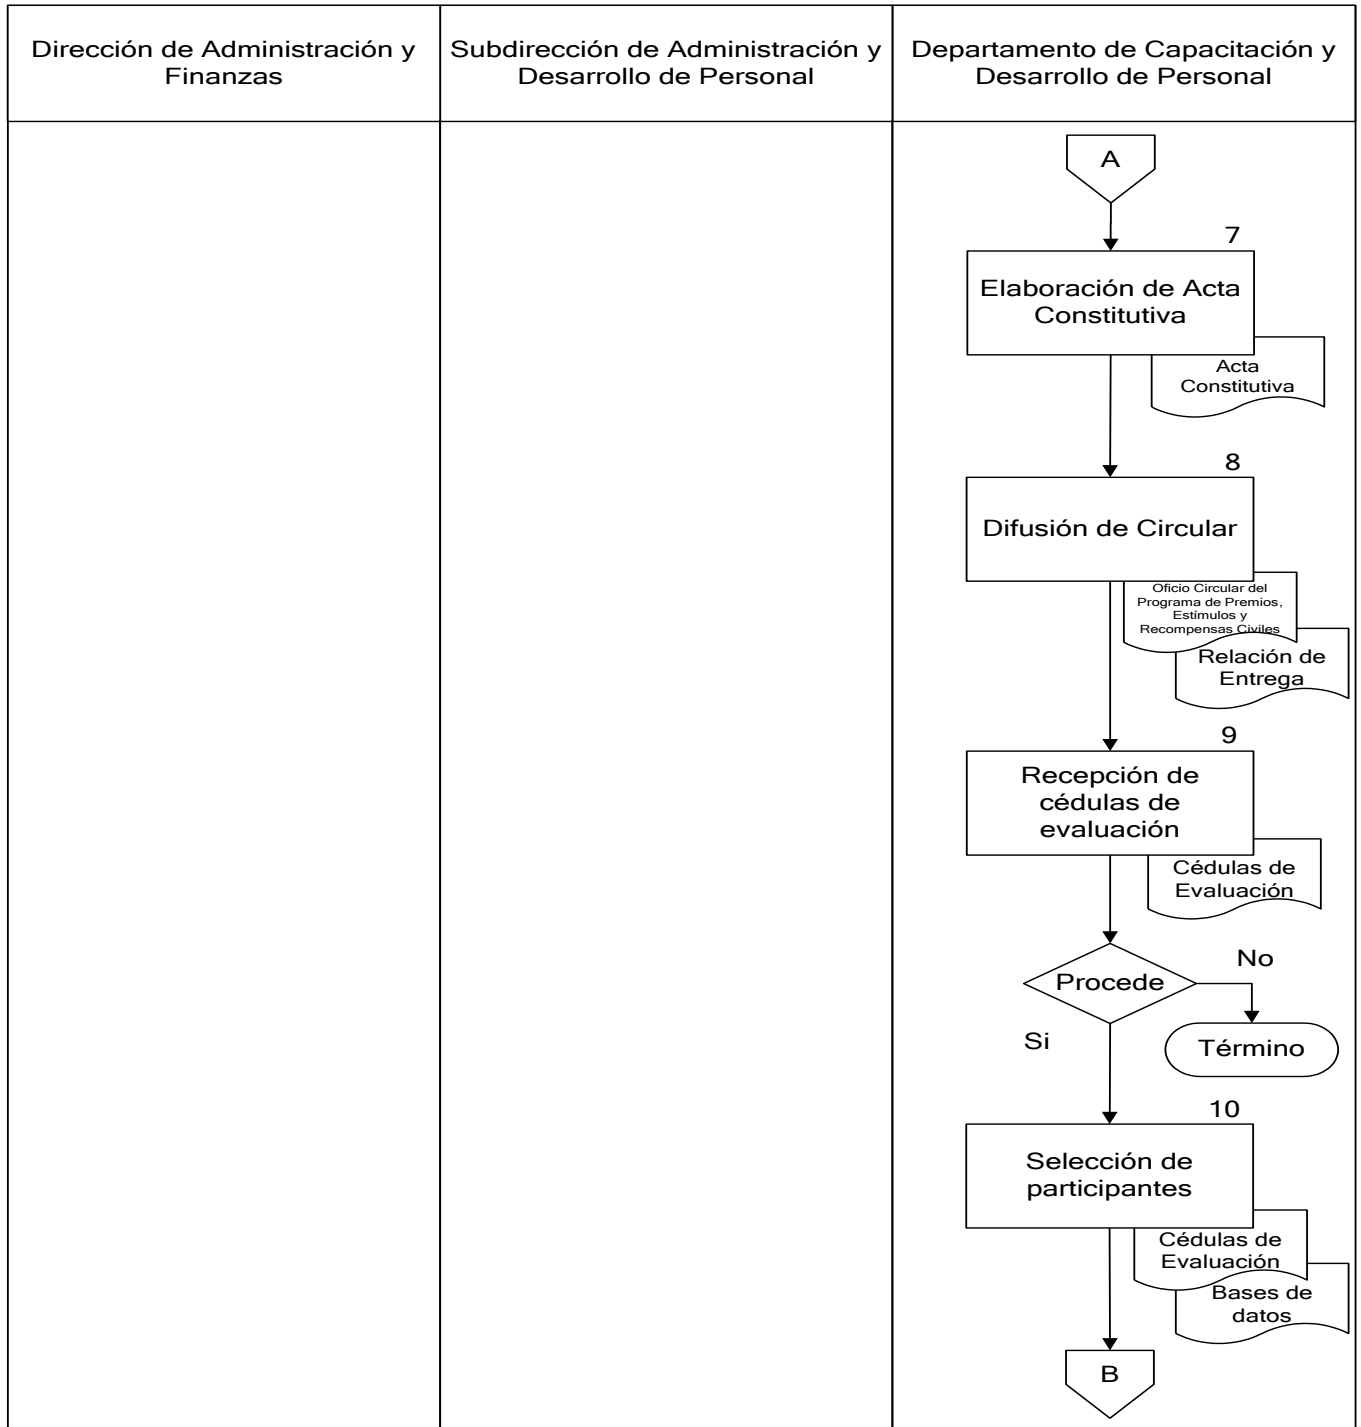 Dirección de Administración y
Finanzas
Subdirección de Administración y
Desarrollo de Personal
Departamento de Capacitación y
Desarrollo de Personal
A
7
Elaboración de Acta
Constitutiva
Acta
Constitutiva
8
Difusión de Circular
Oficio Circular del
Programa de Premios,
Estímulos y
Recompensas Civiles
Relación de
Entrega
9
Recepción de
cédulas de
evaluación
Cédulas de
Evaluación
Procede
No
Si
Término
10
Selección de
participantes
Cédulas de
Evaluación
Bases de
datos
B